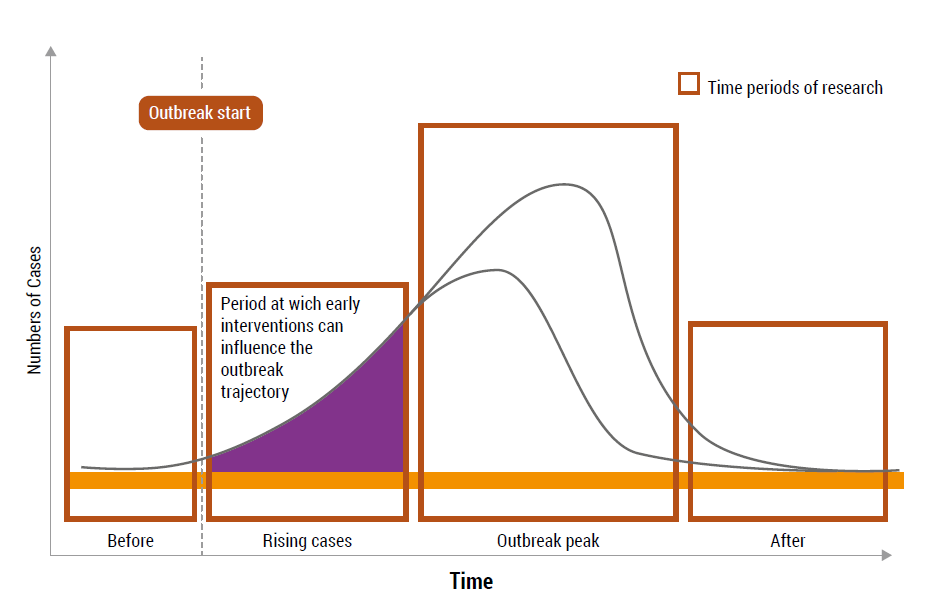 Outbreak start
Time periods of research
Numbers of Cases
Period at wich early
interventions can
influence the
outbreak
trajectory
Before
Rising cases
Outbreak peak
After
Time